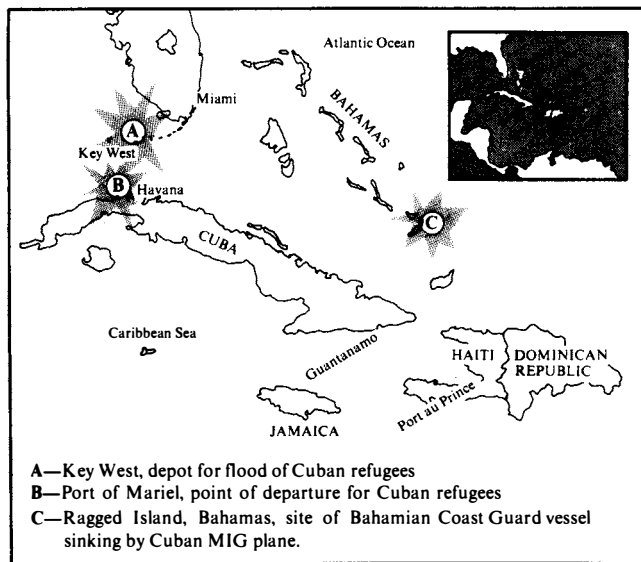 Atlantic Ocean
Miami
BAHAMAS
A
Key West
B
Havana
C
CUBA
Caribbean Sea
Guantanamo
HAITI
DOMINICAN
REPUBLIC
Port au Prince
JAMAICA
A—Key West, depot for flood of Cuban refugees
B—Port of Mariel, point of departure for Cuban refugees
C—Ragged Island, Bahamas, site of Bahamian Coast Guard vessel
sinking by Cuban MIG plane.